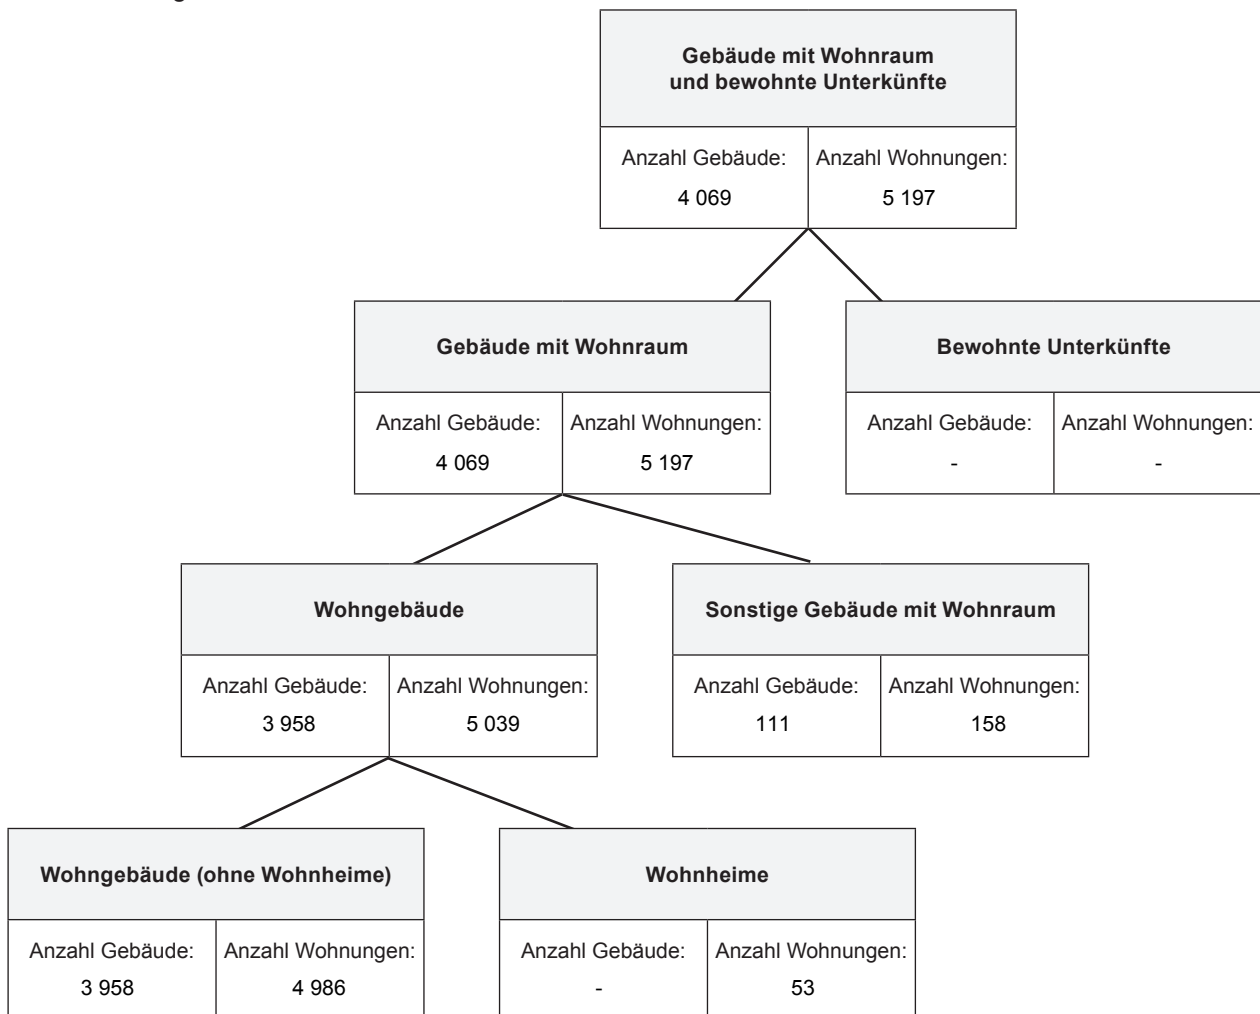 Gebäude mit Wohnraum
und bewohnte Unterkünfte
Anzahl Gebäude: Anzahl Wohnungen:
4 069 5 197
Gebäude mit Wohnraum Bewohnte Unterkünfte
Anzahl Gebäude: Anzahl Wohnungen: Anzahl Gebäude: Anzahl Wohnungen:
4 069 5 197 - -
Wohngebäude Sonstige Gebäude mit Wohnraum
Anzahl Gebäude: Anzahl Wohnungen: Anzahl Gebäude: Anzahl Wohnungen:
3 958 5 039 111 158
Wohngebäude (ohne Wohnheime) Wohnheime
Anzahl Gebäude: Anzahl Wohnungen: Anzahl Gebäude: Anzahl Wohnungen:
3 958 4 986 - 53